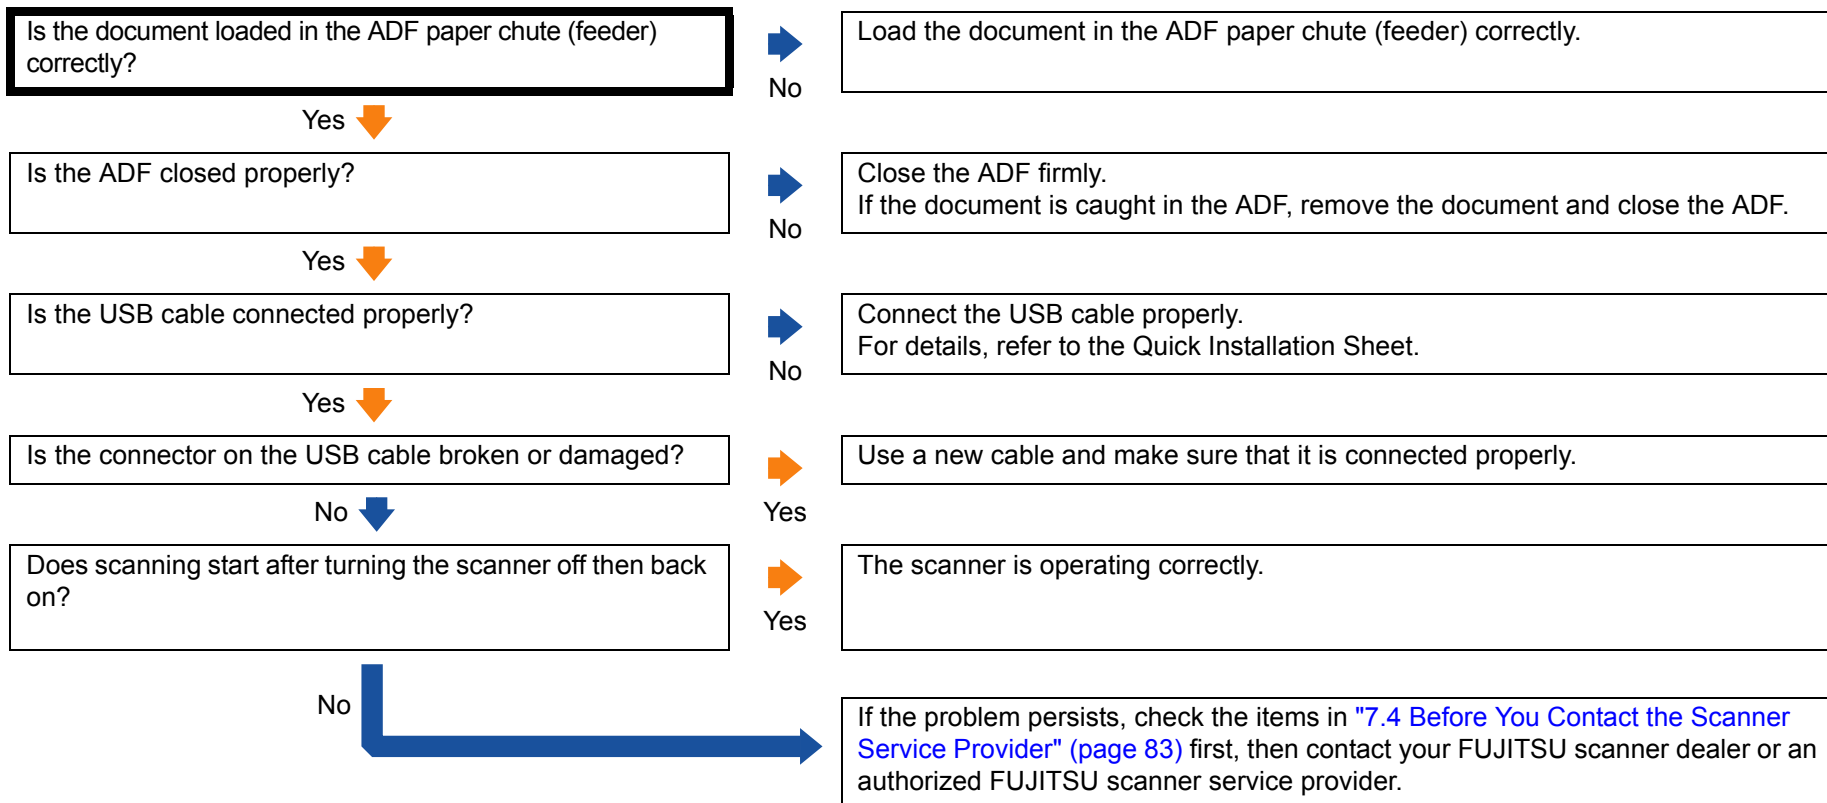 Is the document loaded in the ADF paper chute (feeder)
correctly?
No
Load the document in the ADF paper chute (feeder) correctly.
Yes
Is the ADF closed properly?
No
Close the ADF firmly.
If the document is caught in the ADF, remove the document and close the ADF.
Yes
Is the USB cable connected properly?
No
Connect the USB cable properly.
For details, refer to the Quick Installation Sheet.
Yes
Is the connector on the USB cable broken or damaged?
Yes
Use a new cable and make sure that it is connected properly.
No
Does scanning start after turning the scanner off then back
on?
Yes
The scanner is operating correctly.
No
If the problem persists, check the items in "7.4 Before You Contact the Scanner
Service Provider" (page 83) first, then contact your FUJITSU scanner dealer or an
authorized FUJITSU scanner service provider.